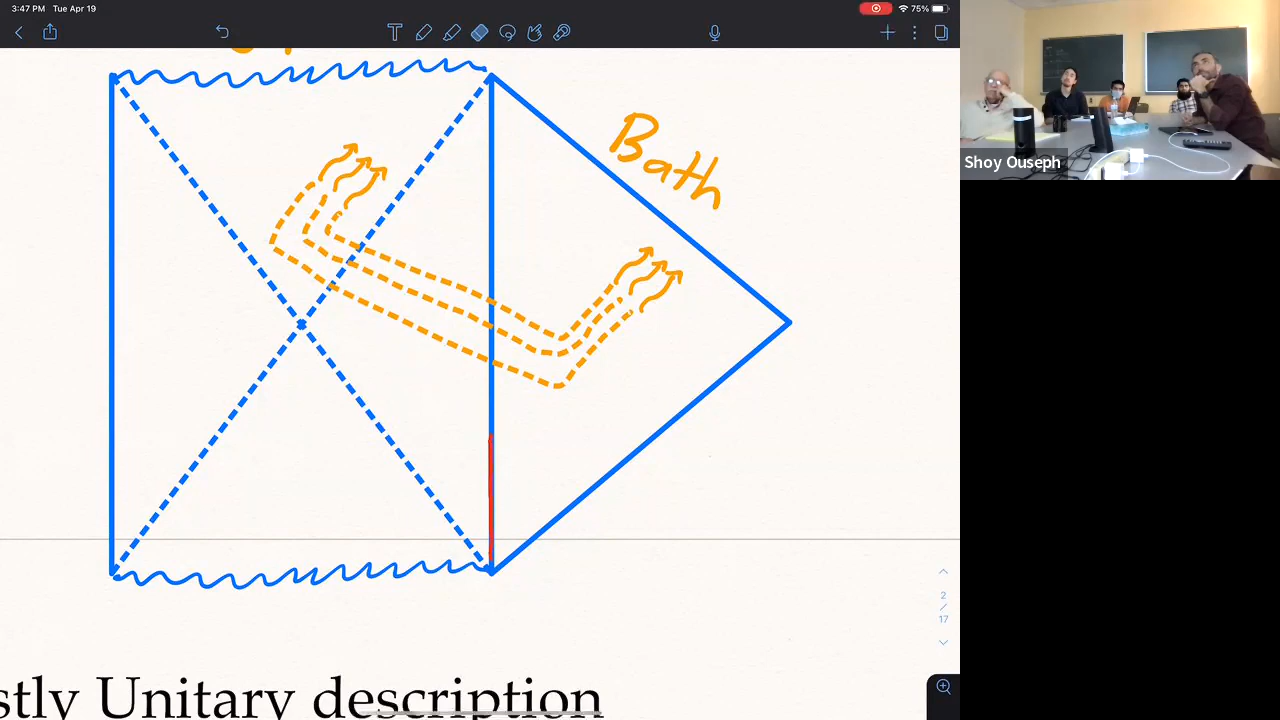 3:47 PM Tue Apr 19
75%
Bath
Shoy Ouseph
2
/
17
stly Unitary description